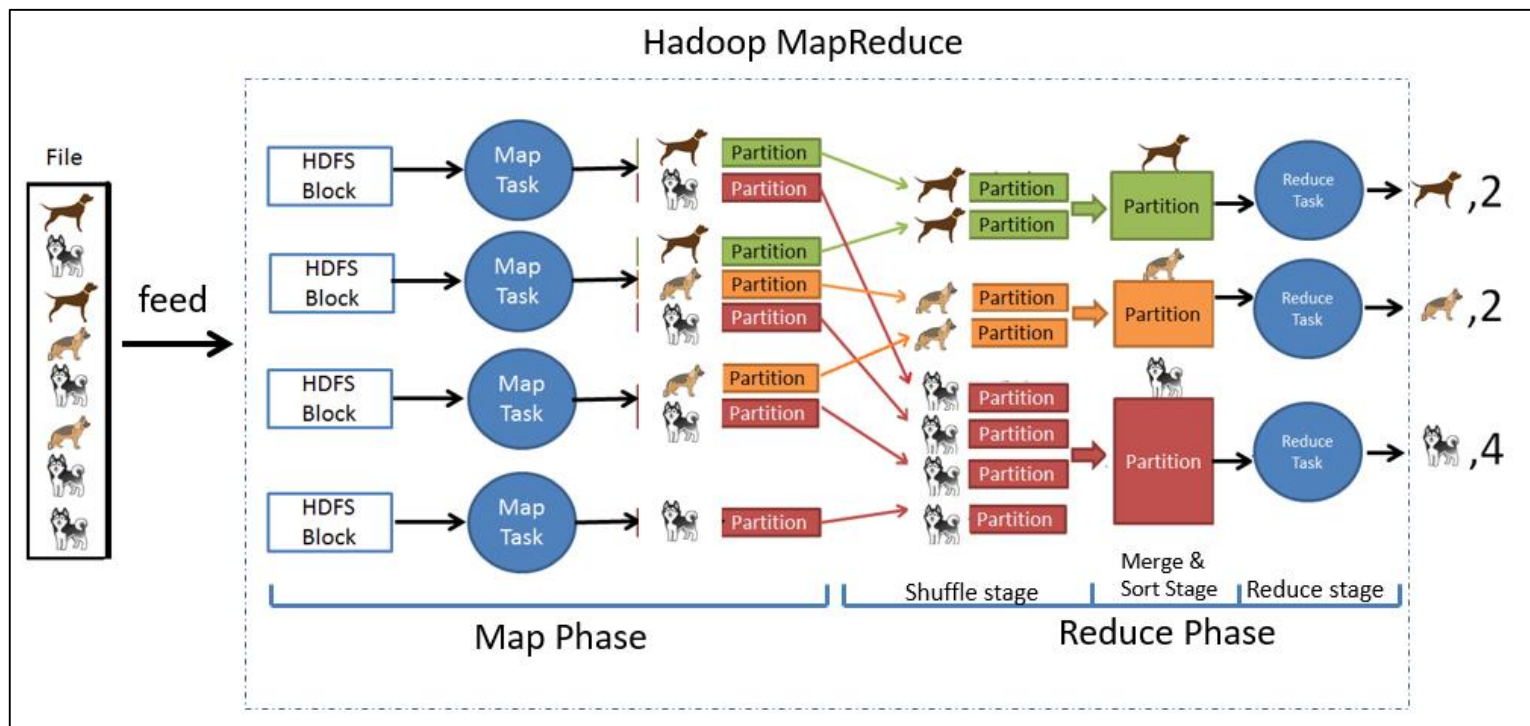 Hadoop MapReduce
File
feed
HDFS
Block
Map
Task
Partition
Partition
HDFS
Block
Map
Task
Partition
Partition
Partition
HDFS
Block
Map
Task
Partition
Partition
HDFS
Block
Map
Task
Partition
Partition
Partition
Partition
Partition
Partition
Partition
Partition
Partition
Partition
Partition
Partition
Reduce
Task
,2
Reduce
Task
,2
Reduce
Task
,4
Shuffle stage
Merge &
Sort Stage
Reduce stage
Map Phase
Reduce Phase